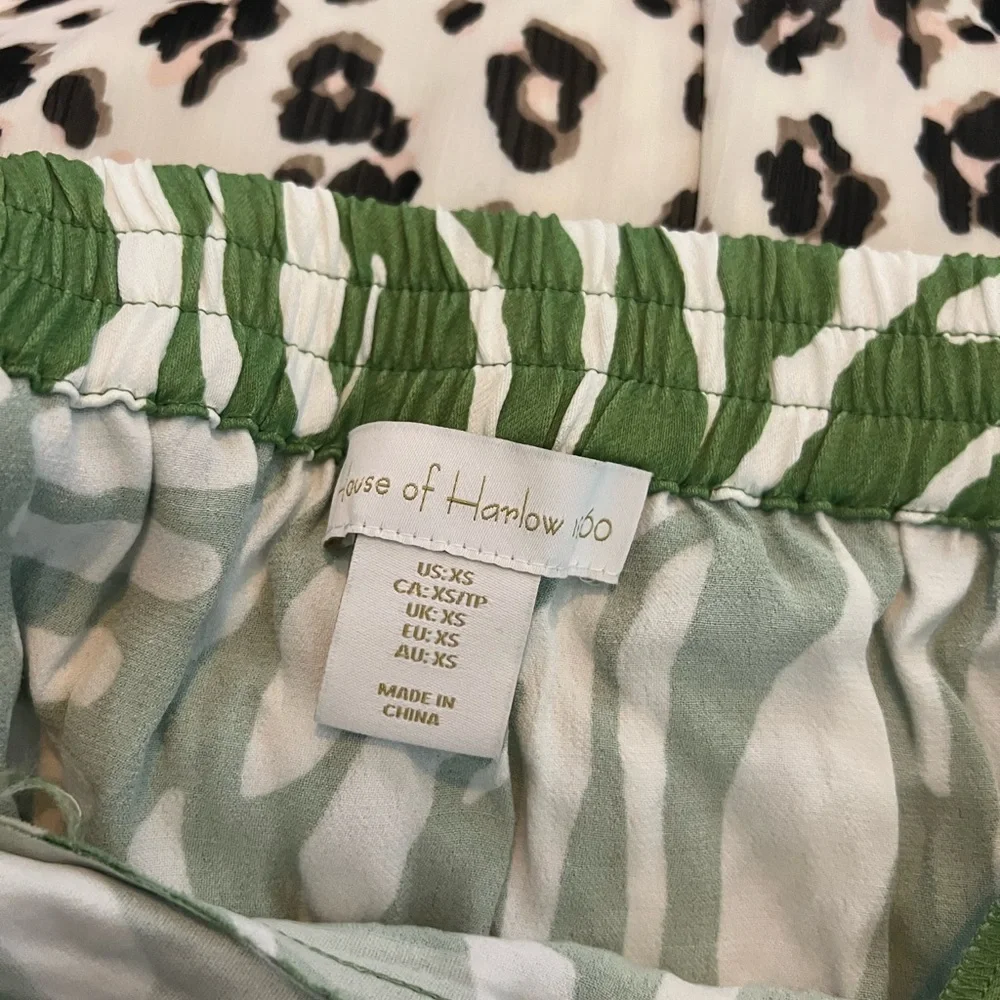 House of Harlow 1960
US: XS
CA: XS/TP
UK: XS
EU: XS
AU: XS
MADE IN
CHINA